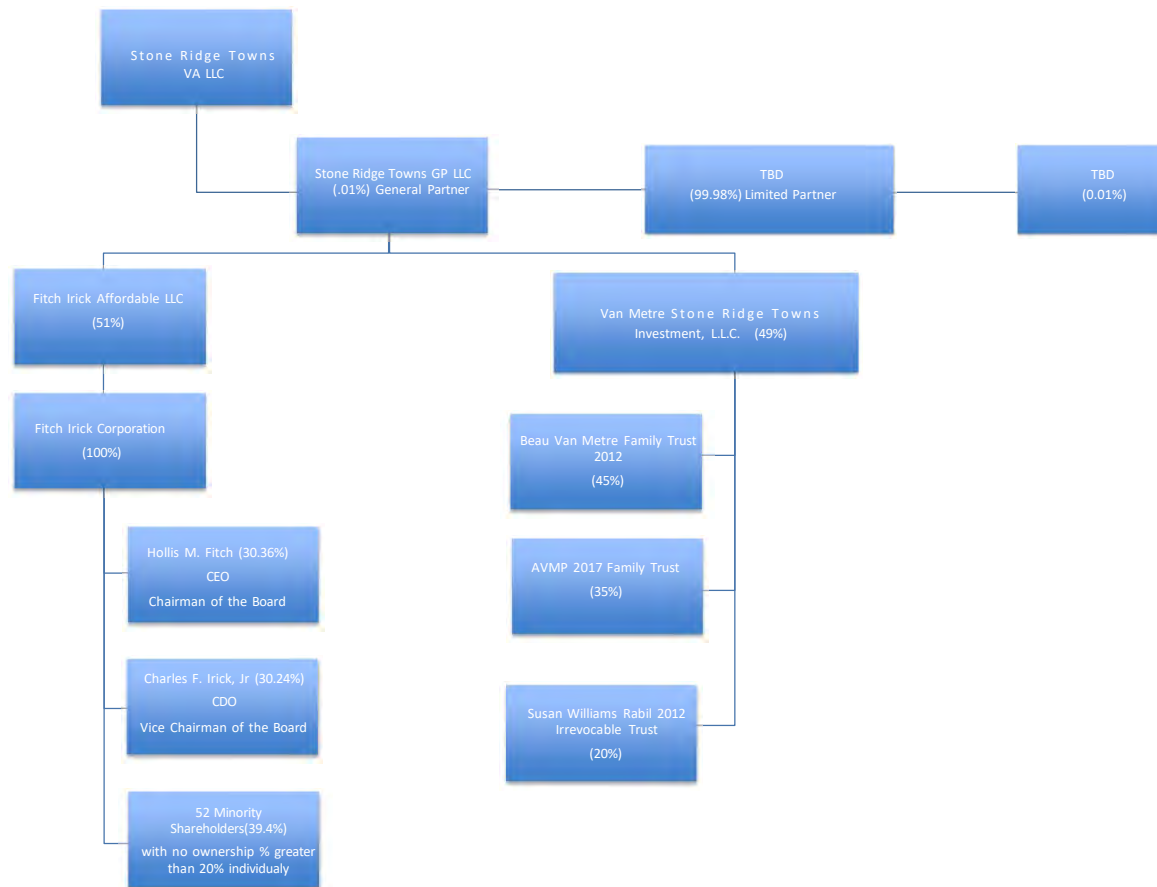 Stone Ridge Towns
VA LLC
Stone Ridge Towns GP LLC
(.01%) General Partner
TBD
(99.98%) Limited Partner
TBD
(0.01%)
Fitch Irick Affordable LLC
(51%)
Van Metre Stone Ridge Towns
Investment, L.L.C. (49%)
Fitch Irick Corporation
(100%)
Hollis M. Fitch (30.36%)
CEO
Chairman of the Board
Charles F. Irick, Jr (30.24%)
CDO
Vice Chairman of the Board
52 Minority
Shareholders(39.4%)
with no ownership % greater
than 20% individualy
Beau Van Metre Family Trust
2012
(45%)
AVMP 2017 Family Trust
(35%)
Susan Williams Rabil 2012
Irrevocable Trust
(20%)